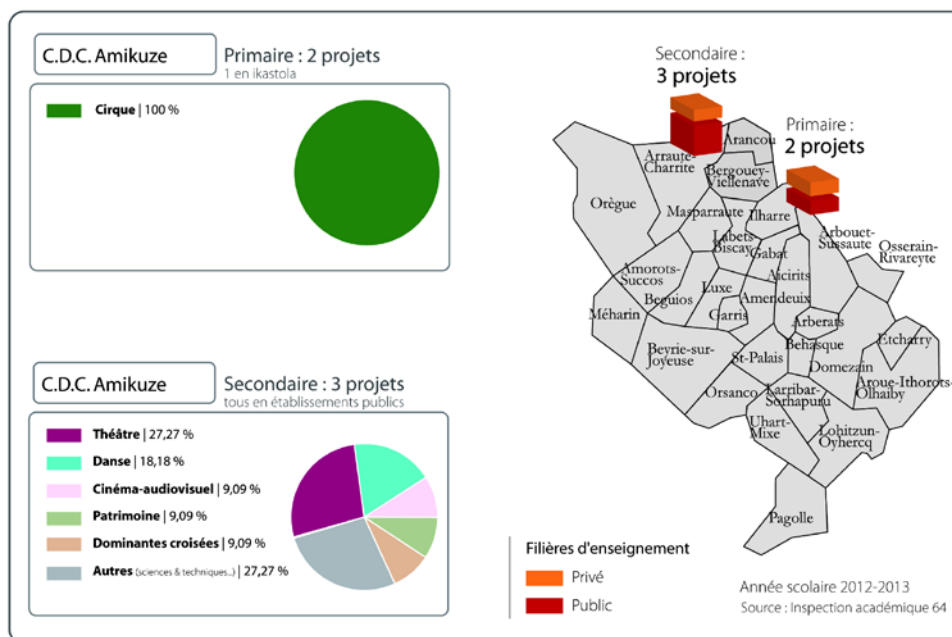 C.D.C. Amikuze
Primaire : 2 projets
1 en ikastola
Cirque | 100 %
C.D.C. Amikuze
Secondaire : 3 projets
tous en établissements publics
Théâtre | 27,27 %
Danse | 18,18 %
Cinéma-audiovisuel | 9,09 %
Patrimoine | 9,09 %
Dominantes croisées | 9,09 %
Autres (sciences & techniques...) | 27,27 %
Secondaire :
3 projets
Primaire :
2 projets
Arancou
Arraute-
Charrite
Bergouey-
Viellenave
Orègue
Masparraute
Ilharre
Arbouet-
Sussaute
Osserain-
Rivareyte
Labets-
Biscay
Gabat
Amorots-
Succos
Aicirits
Luxe
Beguios
Amendeuix
Méharin
Garris
Arberats
Etcharry
Beyrie-sur-
Joyeuse
St-Palais
Behasque
Domezain
Aroue-Ithorots-
Olhaiby
Orsanco
Larribar-
Sorhapuru
Uhart-
Mixe
Lohitzun-
Oyhercq
Pagolle
Filières d'enseignement
Privé
Public
Année scolaire 2012-2013
Source : Inspection académique 64